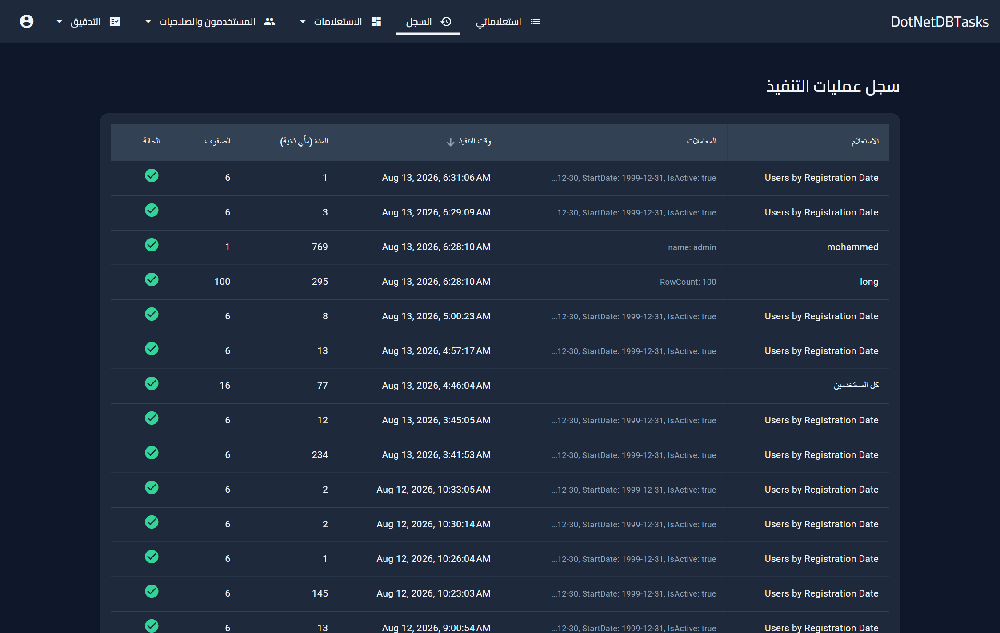 DotNetDBTasks استعلاماتي السجل الاستعلامات المستخدمون والصلاحيات التدقيق
سجل عمليات التنفيذ
الاستعلام المعاملات وقت التنفيذ المدة (ملّي ثانية) الصفوف الحالة
Users by Registration Date ...12-30, StartDate: 1999-12-31, IsActive: true Aug 13, 2026, 6:31:06 AM 1 6
Users by Registration Date ...12-30, StartDate: 1999-12-31, IsActive: true Aug 13, 2026, 6:29:09 AM 3 6
mohammed name: admin Aug 13, 2026, 6:28:10 AM 769 1
long RowCount: 100 Aug 13, 2026, 6:28:10 AM 295 100
Users by Registration Date ...12-30, StartDate: 1999-12-31, IsActive: true Aug 13, 2026, 5:00:23 AM 8 6
Users by Registration Date ...12-30, StartDate: 1999-12-31, IsActive: true Aug 13, 2026, 4:57:17 AM 13 6
كل المستخدمين - Aug 13, 2026, 4:46:04 AM 77 16
Users by Registration Date ...12-30, StartDate: 1999-12-31, IsActive: true Aug 13, 2026, 3:45:05 AM 12 6
Users by Registration Date ...12-30, StartDate: 1999-12-31, IsActive: true Aug 13, 2026, 3:41:53 AM 234 6
Users by Registration Date ...12-30, StartDate: 1999-12-31, IsActive: true Aug 12, 2026, 10:33:05 AM 2 6
Users by Registration Date ...12-30, StartDate: 1999-12-31, IsActive: true Aug 12, 2026, 10:30:14 AM 2 6
Users by Registration Date ...12-30, StartDate: 1999-12-31, IsActive: true Aug 12, 2026, 10:26:04 AM 1 6
Users by Registration Date ...12-30, StartDate: 1999-12-31, IsActive: true Aug 12, 2026, 10:23:03 AM 145 6
Users by Registration Date ...12-30, StartDate: 1999-12-31, IsActive: true Aug 12, 2026, 9:00:54 AM 13 6